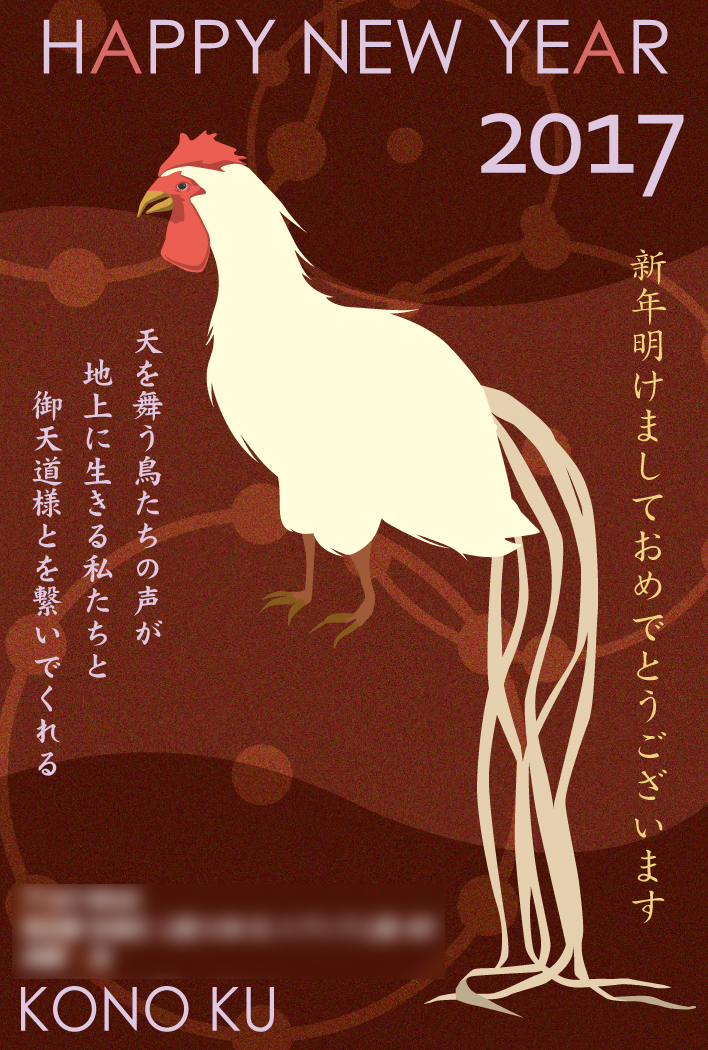 HAPPY NEW YEAR
2017
新年明けましておめでとうございます
天を舞う鳥たちの声が
地上に生きる私たちと
御天道様とを繋いでくれる
KONO KU